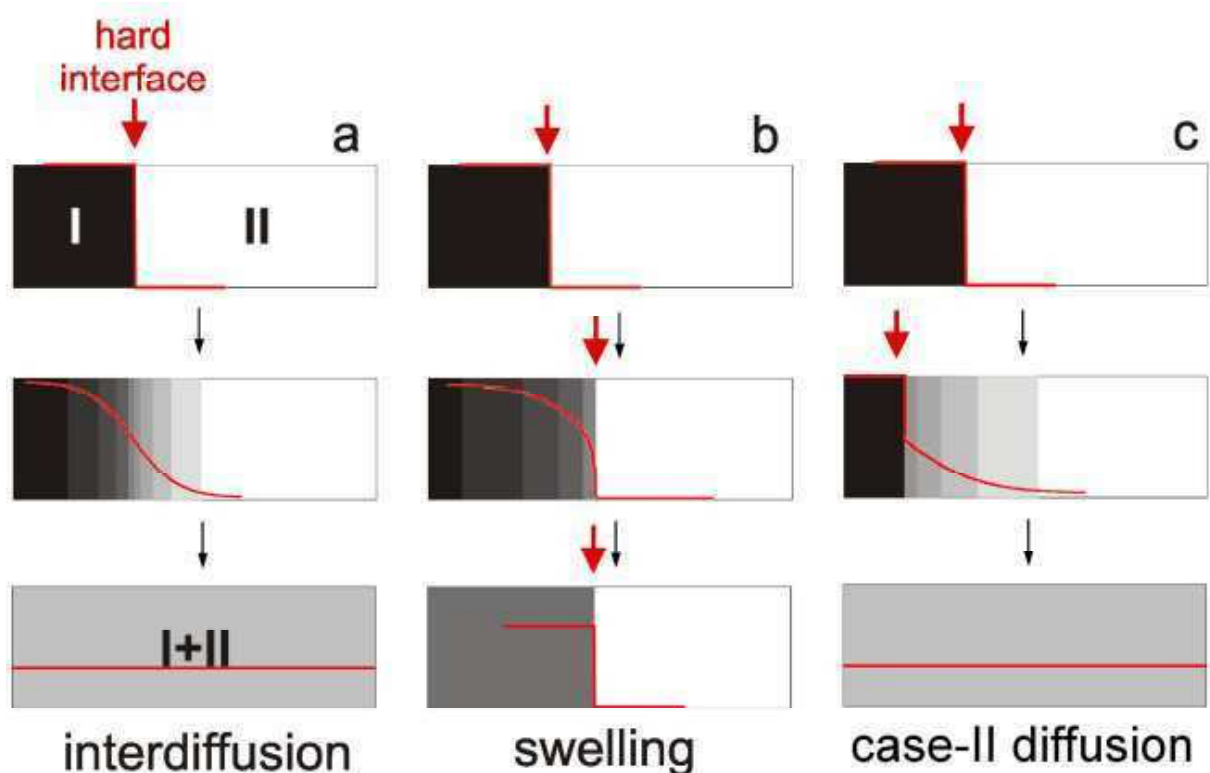 hard
interface
a
b
c
I
II
I+II
interdiffusion
swelling
case-II diffusion